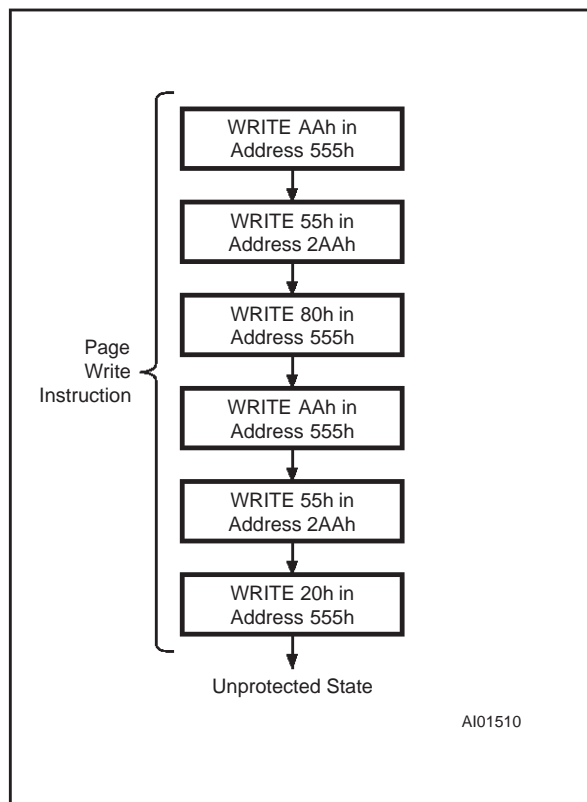 WRITE AAh in
Address 555h
WRITE 55h in
Address 2AAh
WRITE 80h in
Address 555h
Page
Write
Instruction
WRITE AAh in
Address 555h
WRITE 55h in
Address 2AAh
WRITE 20h in
Address 555h
Unprotected State
AI01510